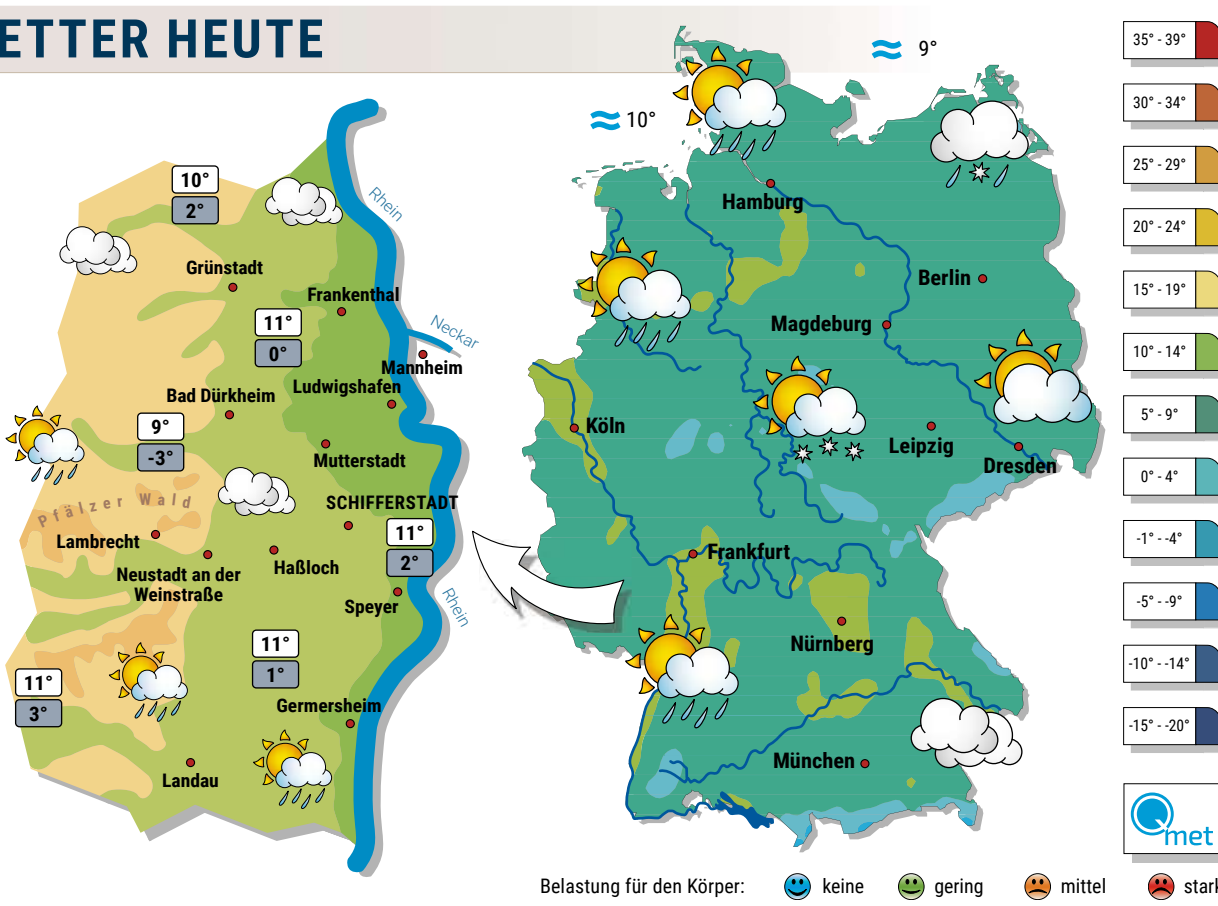 ETTER HEUTE
9°
10°
10°
2°
Rhein
Grünstadt
Frankenthal
11°
0°
Neckar
Mannheim
Ludwigshafen
Bad Dürkheim
9°
-3°
Mutterstadt
Pfälzer Wald
SCHIFFERSTADT
Lambrecht
11°
2°
Neustadt an der
Weinstraße
Haßloch
Speyer
Rhein
11°
1°
11°
3°
Germersheim
Landau
Hamburg
Berlin
Magdeburg
Köln
Leipzig
Dresden
Frankfurt
Nürnberg
München
35° - 39°
30° - 34°
25° - 29°
20° - 24°
15° - 19°
10° - 14°
5° - 9°
0° - 4°
-1° - -4°
-5° - -9°
-10° - -14°
-15° - -20°
Qmet
Belastung für den Körper: keine gering mittel stark